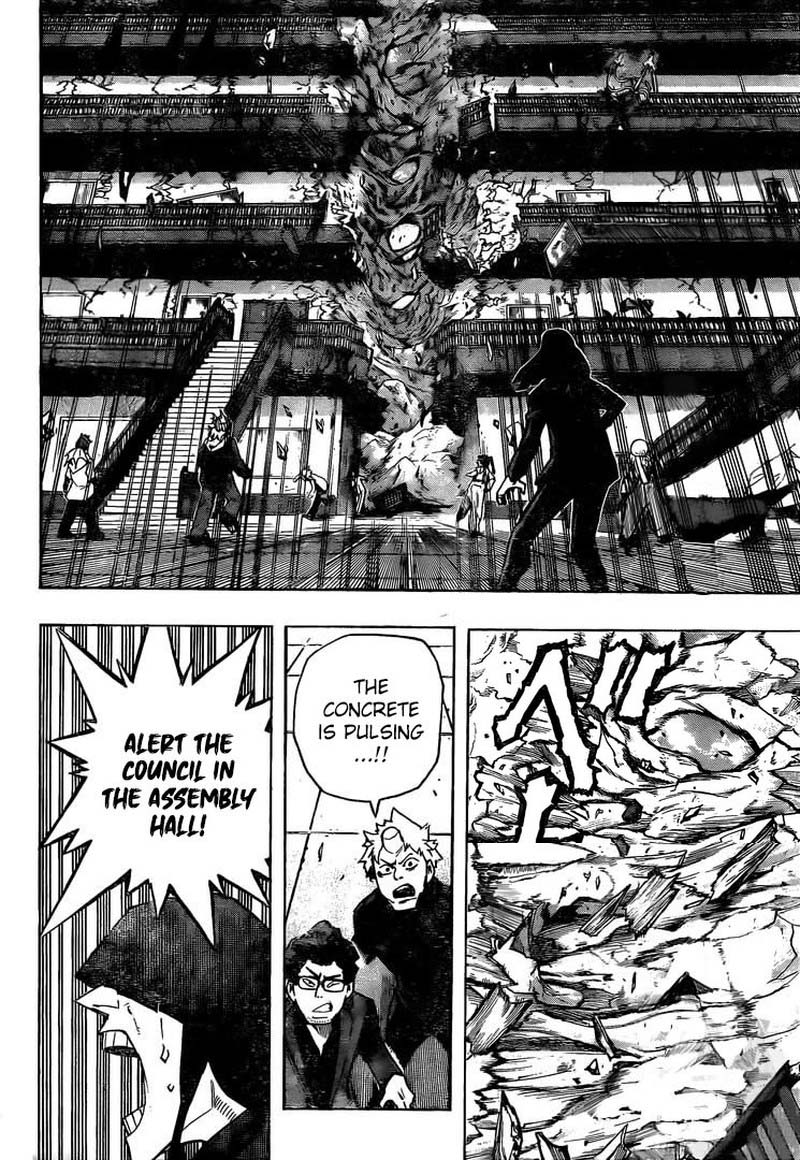 THE
CONCRETE
IS PULSING
...!!
ALERT THE
COUNCIL IN
THE ASSEMBLY
HALL!